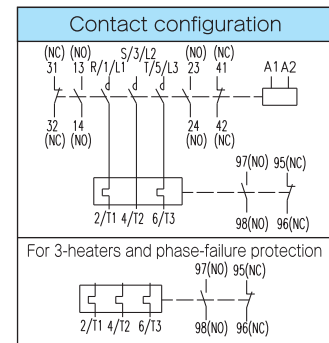 Contact configuration
(NC) (NO) S/3/L2 (NO) (NC)
31 13 R/1/L1 T/5/L3 23 41 A1 A2
32 14 24 42
(NC) (NO) (NO) (NC)
97(NO) 95(NC)
2/T1 4/T2 6/T3 98(NO) 96(NC)
For 3-heaters and phase-failure protection
97(NO) 95(NC)
2/T1 4/T2 6/T3 98(NO) 96(NC)